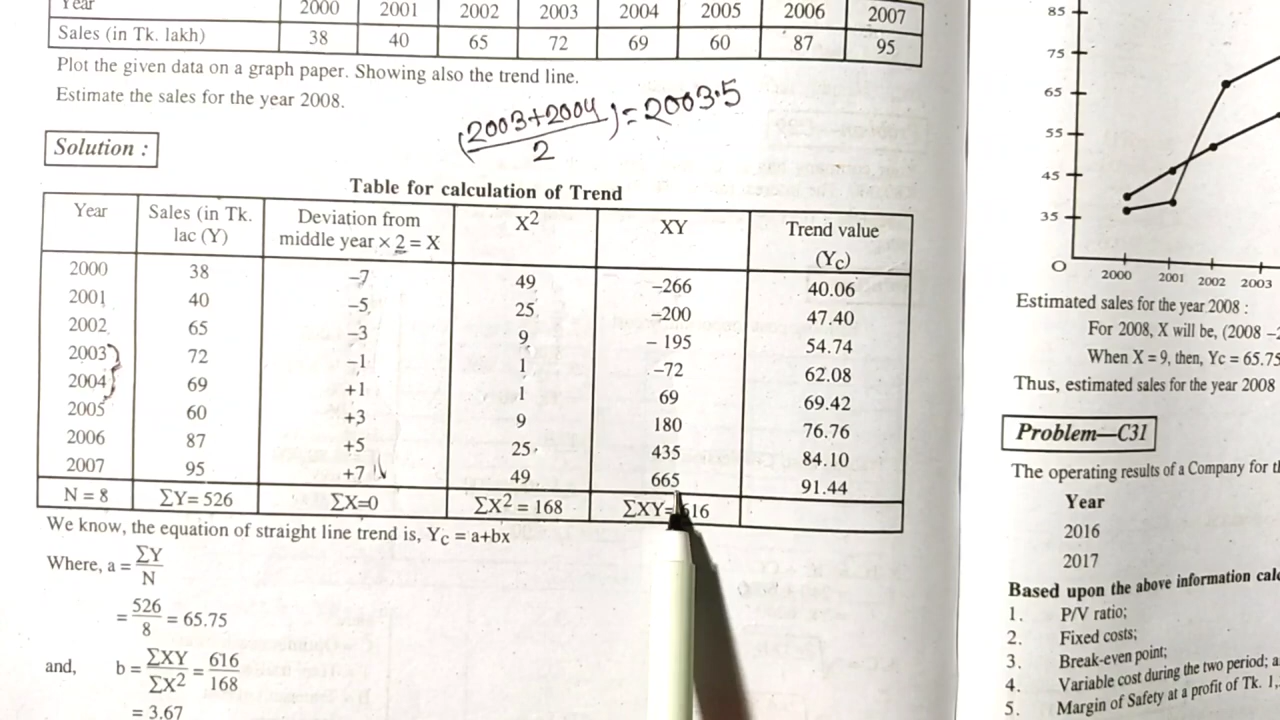 Year 2000 2001 2002 2003 2004 2005 2006 2007
Sales (in Tk. lakh) 38 40 65 72 69 60 87 95
Plot the given data on a graph paper. Showing also the trend line.
Estimate the sales for the year 2008.
(2003+2004/2) = 2003.5
Solution :
Table for calculation of Trend
Year Sales (in Tk. lac (Y) Deviation from middle year × 2 = X X² XY Trend value (Yc)
2000 38 –7 49 –266 40.06
2001 40 –5 25 –200 47.40
2002 65 –3 9 – 195 54.74
2003 72 –1 1 –72 62.08
2004 69 +1 1 69 69.42
2005 60 +3 9 180 76.76
2006 87 +5 25 435 84.10
2007 95 +7 49 665 91.44
N = 8 ΣY= 526 ΣX=0 ΣX² = 168 ΣXY= 616
We know, the equation of straight line trend is, Yc = a+bx
Where, a = ΣY/N
= 526/8 = 65.75
and, b = ΣXY/ΣX² = 616/168
= 3.67
85
75
65
55
45
35
O 2000 2001 2002 2003
Estimated sales for the year 2008 :
For 2008, X will be, (2008 –
When X = 9, then, Yc = 65.75
Thus, estimated sales for the year 2008
Problem—C31
The operating results of a Company for
Year
2016
2017
Based upon the above information
1. P/V ratio;
2. Fixed costs;
3. Break-even point;
4. Variable cost during the two period;
5. Margin of Safety at a profit of Tk. 1,